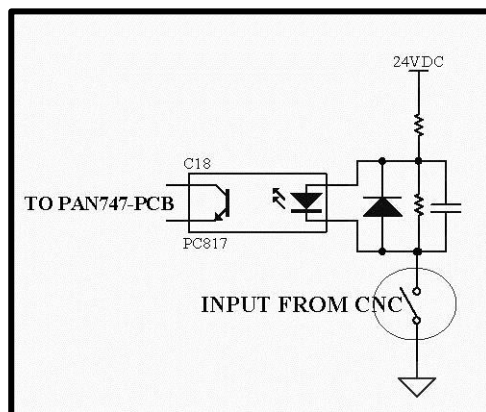 24VDC
C18
TO PAN747-PCB
PC817
INPUT FROM CNC